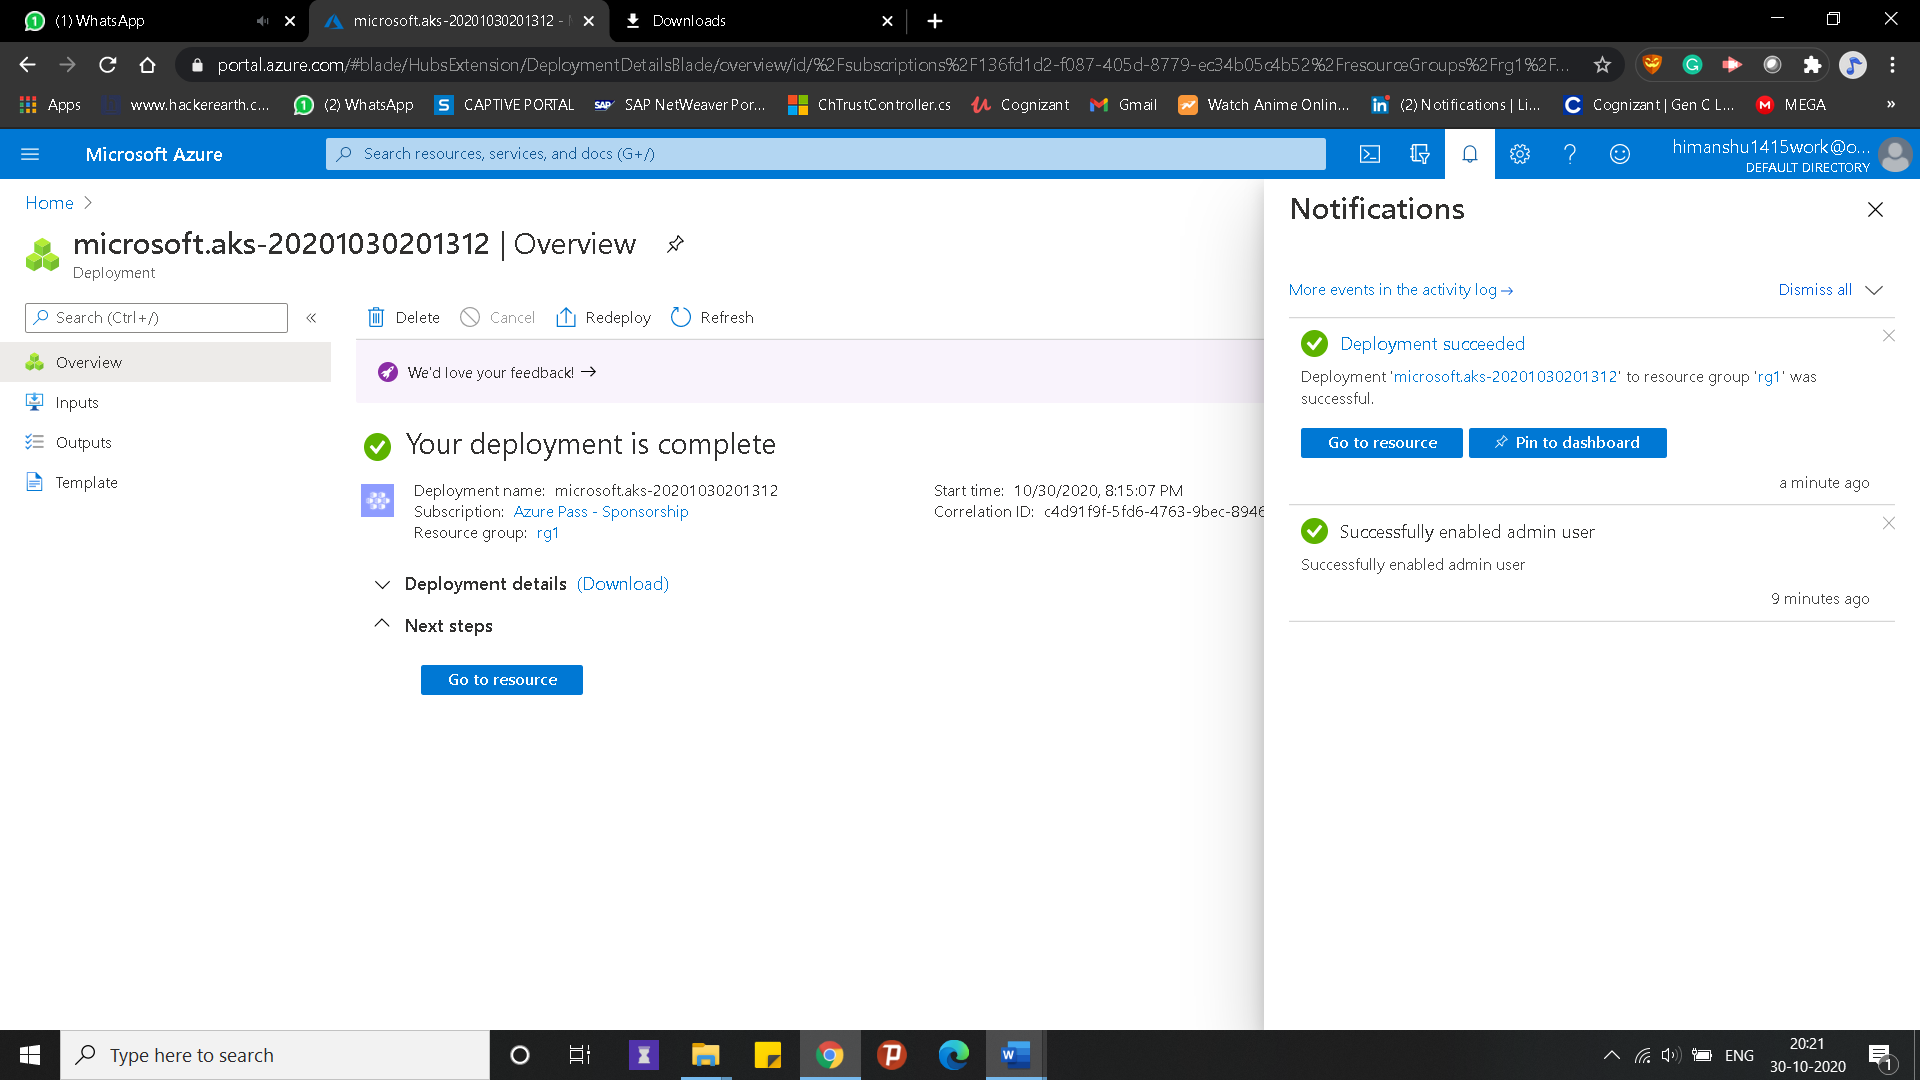 (1) WhatsApp
microsoft.aks-20201030201312 -
Downloads
portal.azure.com/#blade/HubsExtension/DeploymentDetailsBlade/overview/id/%2Fsubscriptions%2F136fd1d2-f087-405d-8779-ec34b05c4b52%2FresourceGroups%2Frg1%2F...
Apps
www.hackerearth.c...
(2) WhatsApp
CAPTIVE PORTAL
SAP NetWeaver Por...
ChTrustController.cs
Cognizant
Gmail
Watch Anime Onlin...
(2) Notifications | Li...
Cognizant | Gen C L...
MEGA
»
Microsoft Azure
Search resources, services, and docs (G+/)
himanshu1415work@o...
DEFAULT DIRECTORY
Home
microsoft.aks-20201030201312 | Overview
Deployment
Search (Ctrl+/)
«
Overview
Inputs
Outputs
Template
Delete
Cancel
Redeploy
Refresh
We'd love your feedback! →
Your deployment is complete
Deployment name: microsoft.aks-20201030201312
Subscription: Azure Pass - Sponsorship
Resource group: rg1
Start time: 10/30/2020, 8:15:07 PM
Correlation ID: c4d91f9f-5fd6-4763-9bec-8946
Deployment details (Download)
Next steps
Go to resource
Notifications
More events in the activity log →
Dismiss all
Deployment succeeded
Deployment 'microsoft.aks-20201030201312' to resource group 'rg1' was
successful.
Go to resource
Pin to dashboard
a minute ago
Successfully enabled admin user
Successfully enabled admin user
9 minutes ago
Type here to search
ENG
20:21
30-10-2020
1